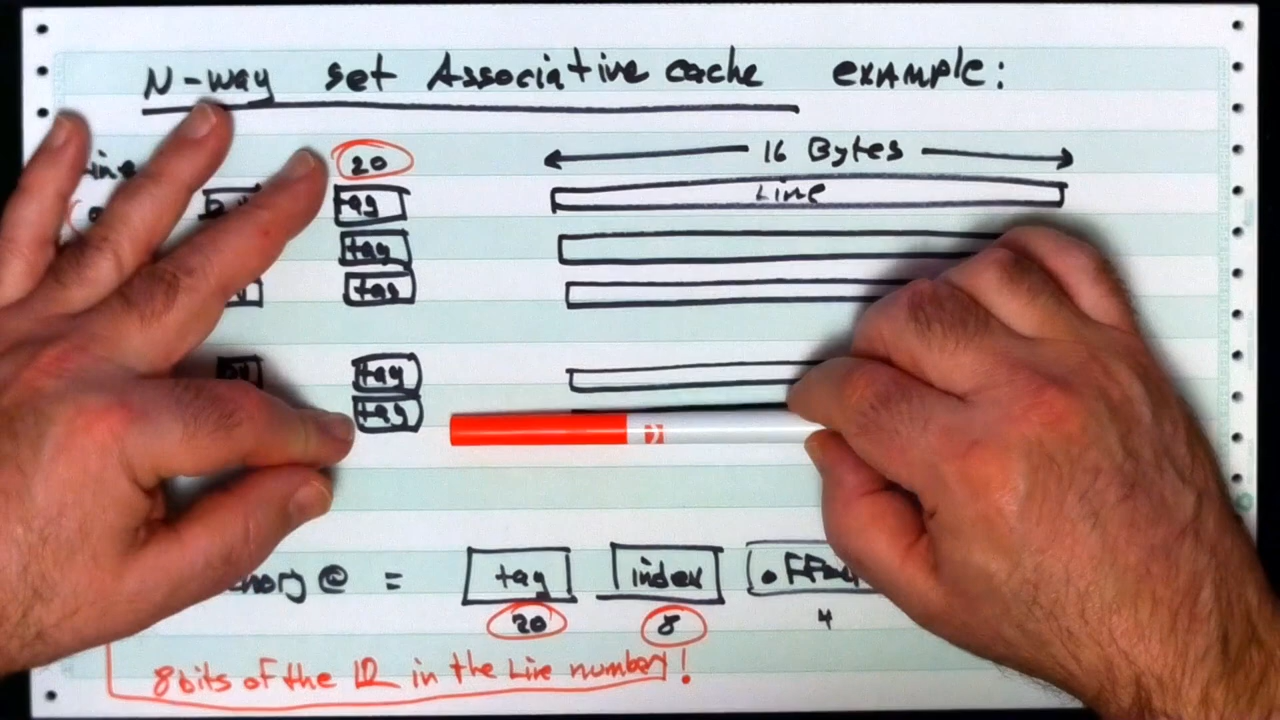 N-way set Associative cache example:
20
16 Bytes
tag
Line
tag
tag
tag
tag
@ =
tag
index
20
8
4
8 bits of the 12 in the Line number!